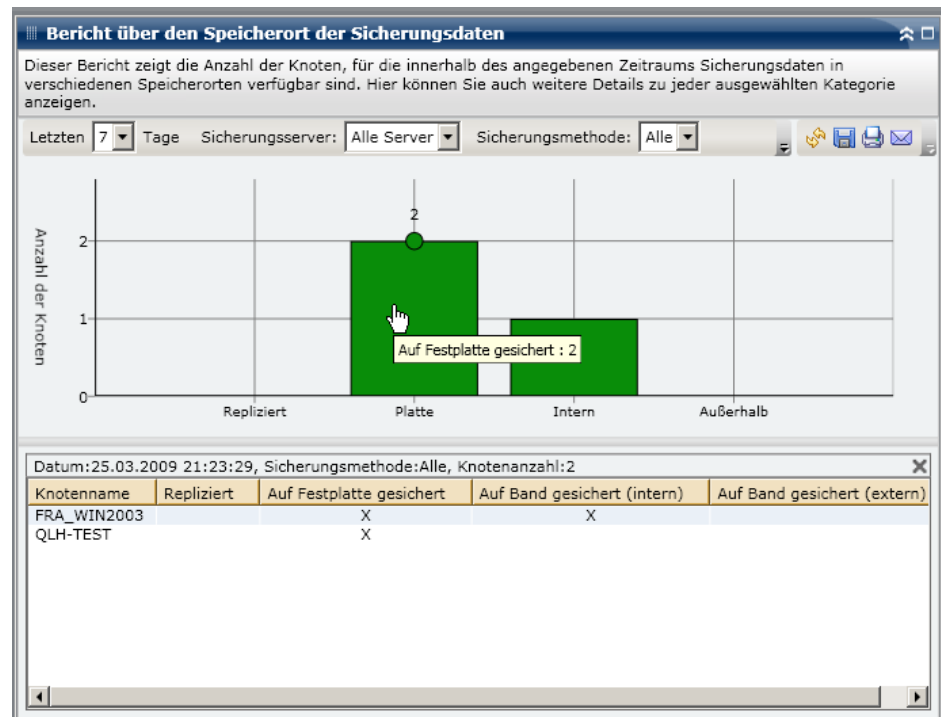 Bericht über den Speicherort der Sicherungsdaten
Dieser Bericht zeigt die Anzahl der Knoten, für die innerhalb des angegebenen Zeitraums Sicherungsdaten in
verschiedenen Speicherorten verfügbar sind. Hier können Sie auch weitere Details zu jeder ausgewählten Kategorie
anzeigen.
Letzten 7 Tage Sicherungsserver: Alle Server Sicherungsmethode: Alle
Anzahl der Knoten
2
2
1
Auf Festplatte gesichert : 2
0
Repliziert Platte Intern Außerhalb
Datum:25.03.2009 21:23:29, Sicherungsmethode:Alle, Knotenanzahl:2
Knotenname Repliziert Auf Festplatte gesichert Auf Band gesichert (intern) Auf Band gesichert (extern)
FRA_WIN2003 X X
QLH-TEST X